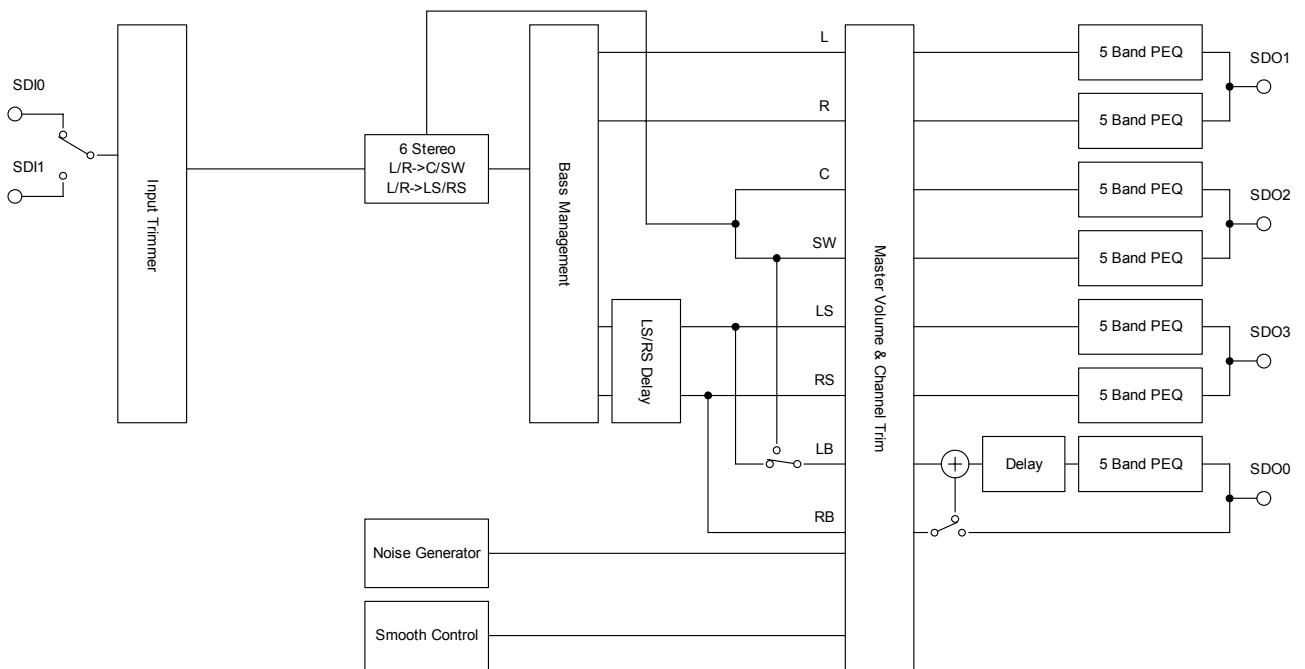 SDI0
SDI1
Input Trimmer
6 Stereo
L/R->C/SW
L/R->LS/RS
Bass Management
LS/RS Delay
L
R
C
SW
LS
RS
LB
RB
Noise Generator
Smooth Control
Master Volume & Channel Trim
5 Band PEQ
5 Band PEQ
SDO1
5 Band PEQ
5 Band PEQ
SDO2
5 Band PEQ
5 Band PEQ
SDO3
Delay
5 Band PEQ
SDO0